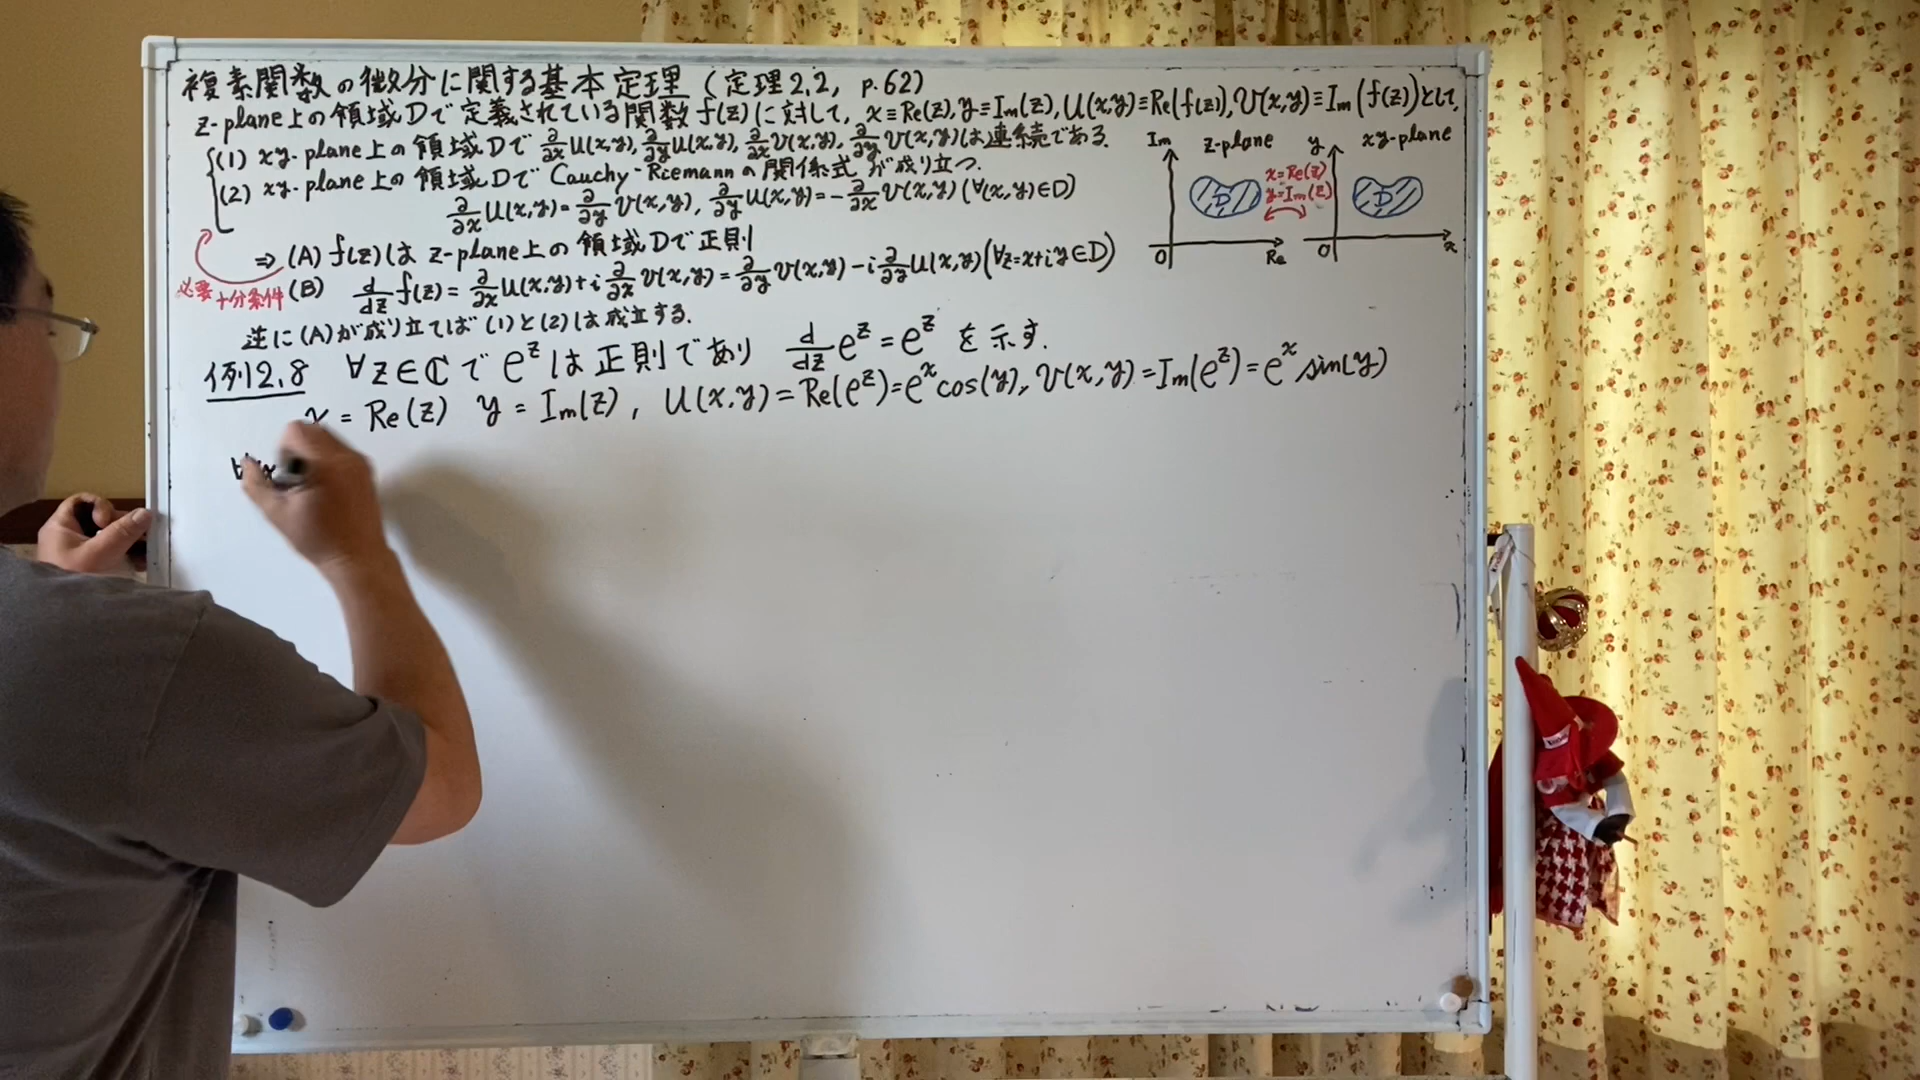 複素関数の微分に関する基本定理 (定理2.2, p.62)
z-plane上の領域Dで定義されている関数f(z)に対して, x≡Re(z), y≡Im(z), u(x,y)≡Re(f(z)), v(x,y)≡Im(f(z))として,
(1) xy-plane上の領域Dで ∂/∂x u(x,y), ∂/∂y u(x,y), ∂/∂x v(x,y), ∂/∂y v(x,y)は連続である.
(2) xy-plane上の領域DでCauchy-Riemannの関係式が成り立つ.
∂/∂x u(x,y)=∂/∂y v(x,y), ∂/∂y u(x,y)=-∂/∂x v(x,y) (∀(x,y)∈D)
⇒ (A) f(z)はz-plane上の領域Dで正則
(B) d/dz f(z)=∂/∂x u(x,y)+i ∂/∂x v(x,y)=∂/∂y v(x,y)-i ∂/∂y u(x,y) (∀z=x+iy∈D)
必要十分条件
逆に(A)が成り立てば(1)と(2)は成立する.
Im z-plane
x=Re(z)
y=Im(z)
D
0 Re
y xy-plane
D
0 x
例2.8 ∀z∈ℂでe^zは正則であり d/dz e^z=e^z を示す.
x=Re(z) y=Im(z), u(x,y)=Re(e^z)=e^x cos(y), v(x,y)=Im(e^z)=e^x sin(y)
∀(x